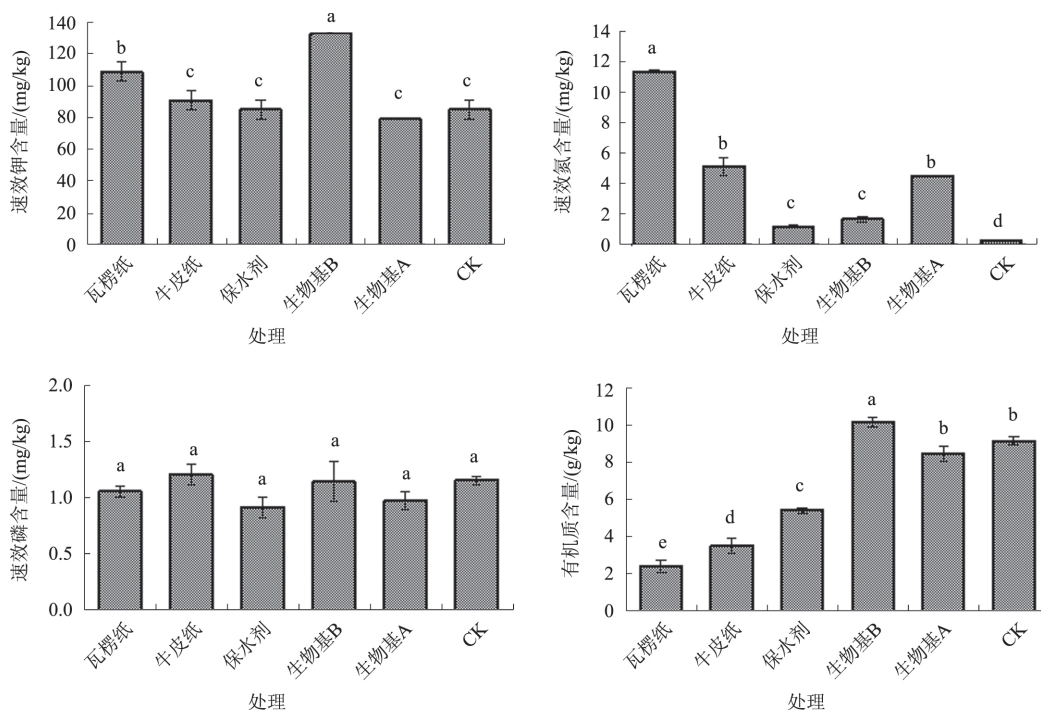 速效钾含量/(mg/kg)
140
120
100
80
60
40
20
0
b
c
c
a
c
c
瓦楞纸
牛皮纸
保水剂
生物基B
生物基A
CK
处理
速效氮含量/(mg/kg)
14
12
10
8
6
4
2
0
a
b
c
c
b
d
瓦楞纸
牛皮纸
保水剂
生物基B
生物基A
CK
处理
速效磷含量/(mg/kg)
2.0
1.5
1.0
0.5
0.0
a
a
a
a
a
a
瓦楞纸
牛皮纸
保水剂
生物基B
生物基A
CK
处理
有机质含量/(g/kg)
12
10
8
6
4
2
0
e
d
c
a
b
b
瓦楞纸
牛皮纸
保水剂
生物基B
生物基A
CK
处理